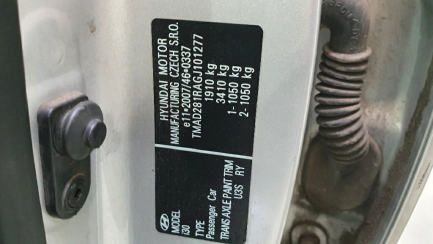 HYUNDAI MOTOR
MANUFACTURING CZECH S.R.O.
e11*2007/46*0337
TMAD281RAGJ101277
1910 kg
3410 kg
1- 1050 kg
2- 1050 kg
MODEL
I30
TYPE
Passenger Car
TRANS AXLE PAINT TRIM
U3S RY